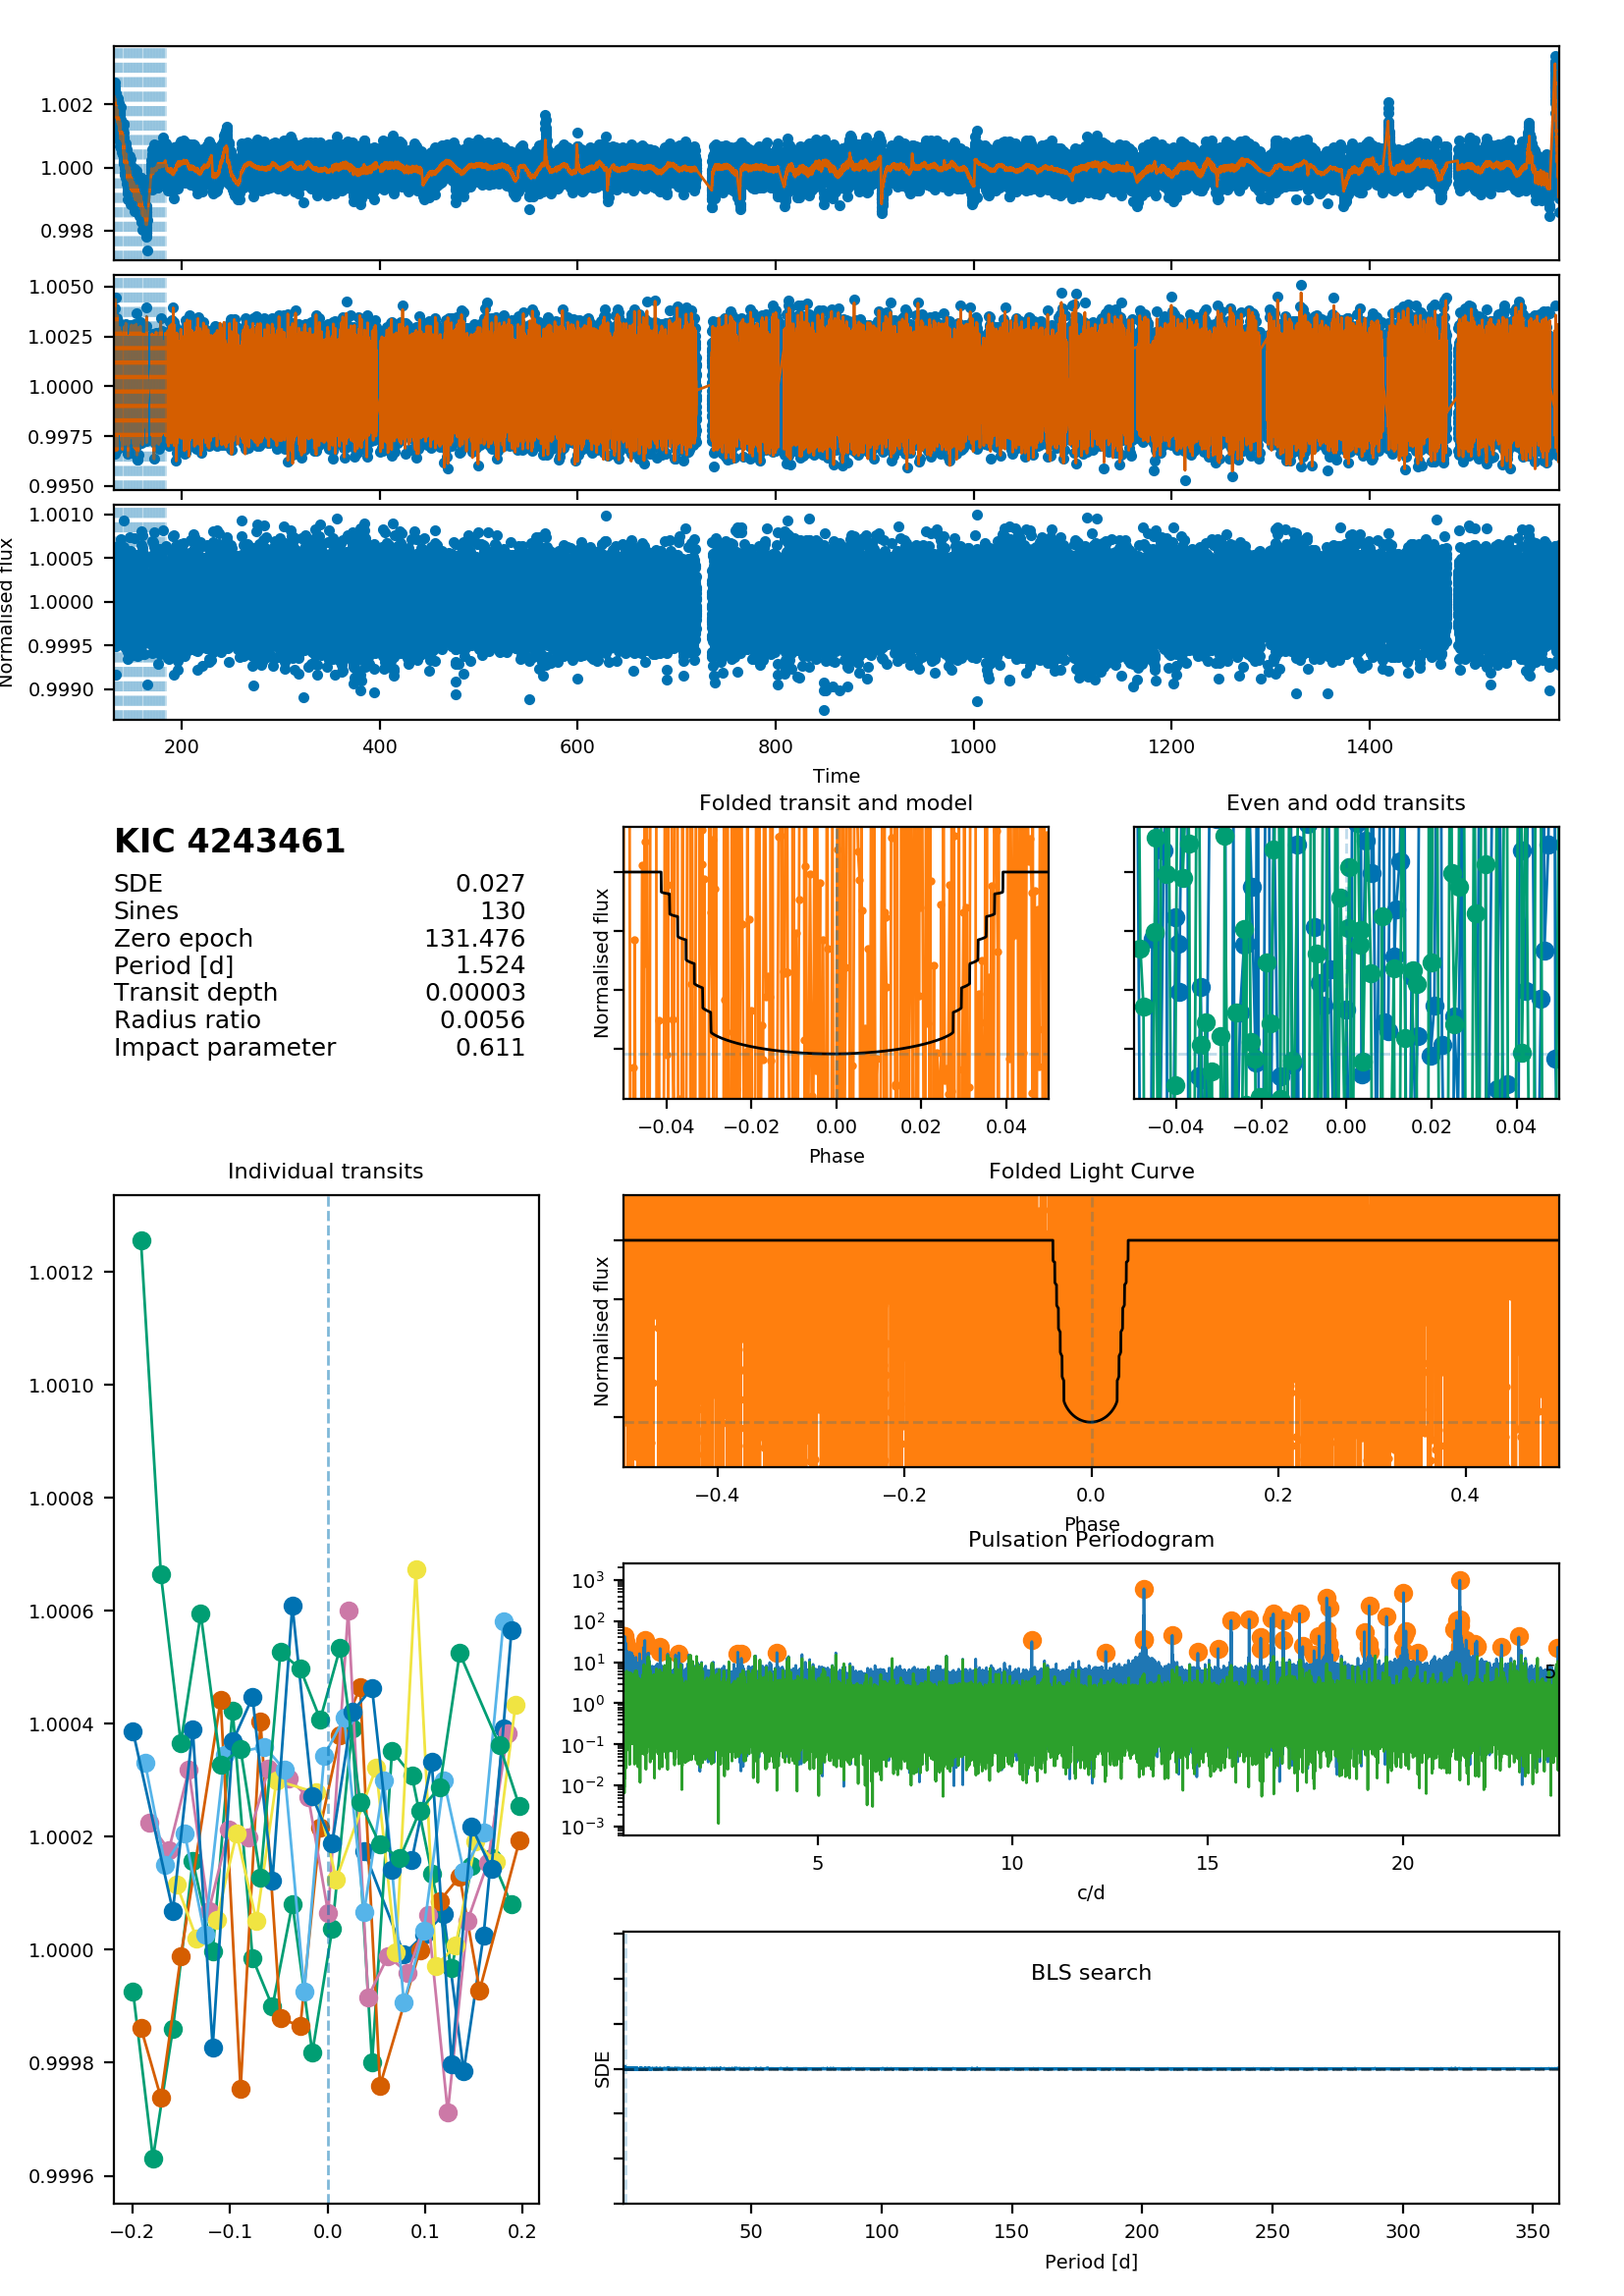 1.002
1.000
0.998
1.0050
1.0025
1.0000
0.9975
0.9950
1.0010
1.0005
1.0000
0.9995
0.9990
Normalised flux
200 400 600 800 1000 1200 1400
Time
KIC 4243461
SDE 0.027
Sines 130
Zero epoch 131.476
Period [d] 1.524
Transit depth 0.00003
Radius ratio 0.0056
Impact parameter 0.611
Folded transit and model
Normalised flux
−0.04 −0.02 0.00 0.02 0.04
Phase
Even and odd transits
−0.04 −0.02 0.00 0.02 0.04
Individual transits
1.0012
1.0010
1.0008
1.0006
1.0004
1.0002
1.0000
0.9998
0.9996
−0.2 −0.1 0.0 0.1 0.2
Folded Light Curve
Normalised flux
−0.4 −0.2 0.0 0.2 0.4
Phase
Pulsation Periodogram
10³
10²
10¹
10⁰
10⁻¹
10⁻²
10⁻³
5
5 10 15 20
c/d
BLS search
SDE
50 100 150 200 250 300 350
Period [d]